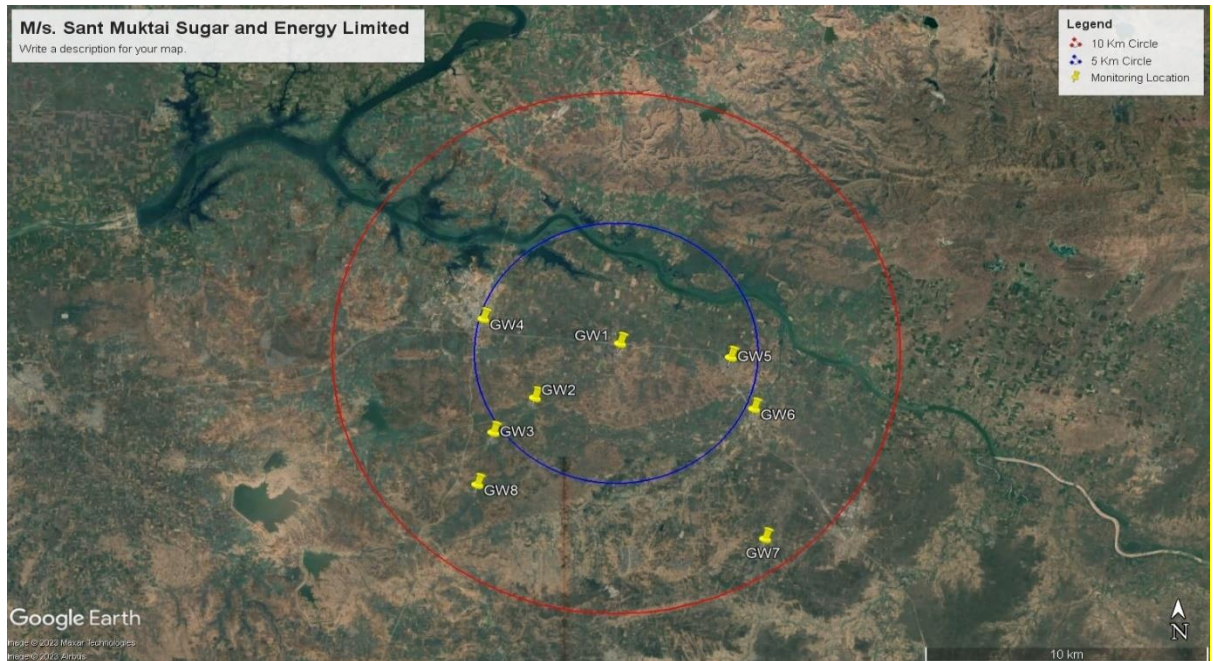 M/s. Sant Muktai Sugar and Energy Limited
Write a description for your map.
Legend
10 Km Circle
5 Km Circle
Monitoring Location
GW4
GW1
GW5
GW2
GW6
GW3
GW8
GW7
Google Earth
Image © 2023 Maxar Technologies
Image © 2023 Airbus
N
10 km